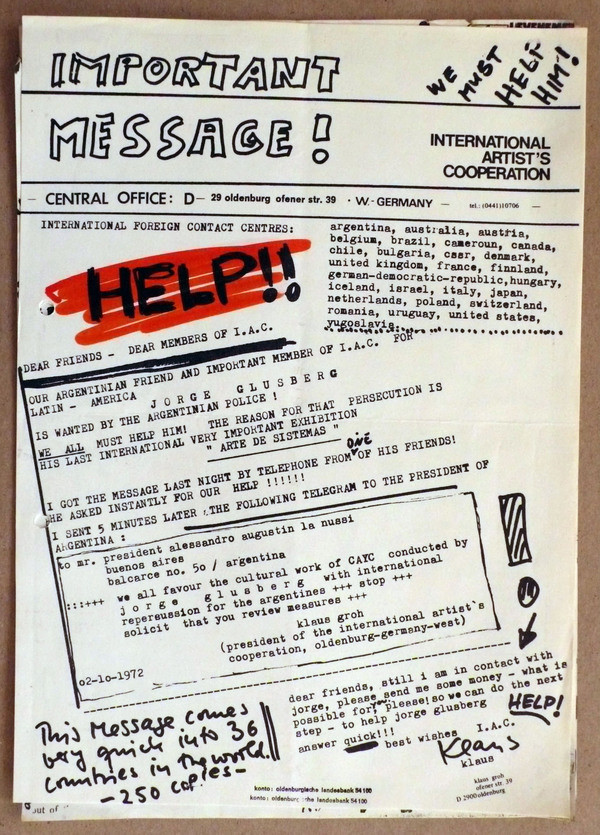 IMPORTANT
MESSAGE!
WE MUST HELP HIM!
INTERNATIONAL
ARTIST'S
COOPERATION
– CENTRAL OFFICE: D– 29 oldenburg ofener str. 39 · W.- GERMANY – tel.: (0441)10706 –
INTERNATIONAL FOREIGN CONTACT CENTRES:
argentina, australia, austria,
belgium, brazil, cameroun, canada,
chile, bulgaria, cssr, denmark,
united kingdom, france, finnland,
german-democratic-republic,hungary,
iceland, israel, italy, japan,
netherlands, poland, switzerland,
romania, uruguay, united states,
yugoslavia.
HELP!!
DEAR FRIENDS - DEAR MEMBERS OF I.A.C.
OUR ARGENTINIAN FRIEND AND IMPORTANT MEMBER OF I.A.C. FOR
LATIN - AMERICA J O R G E G L U S B E R G
IS WANTED BY THE ARGENTINIAN POLICE !
WE ALL MUST HELP HIM! THE REASON FOR THAT PERSECUTION IS
HIS LAST INTERNATIONAL VERY IMPORTANT EXHIBITION
" ARTE DE SISTEMAS "
I GOT THE MESSAGE LAST NIGHT BY TELEPHONE FROM ONE OF HIS FRIENDS!
HE ASKED INSTANTLY FOR OUR HELP !!!!!!
I SENT 5 MINUTES LATER THE FOLLOWING TELEGRAM TO THE PRESIDENT OF
ARGENTINA :
to mr. president alessandro augustin la nussi
buenos aires
balcarce no. 5o / argentina
:::+++ we all favour the cultural work of CAYC conducted by
j o r g e g l u s b e r g with international
repersussion for the argentines +++ stop +++
solicit that you review measures +++
klaus groh
(president of the international artist`s
cooperation, oldenburg-germany-west)
o2-1o-1972
dear friends, still i am in contact with
jorge, please send me some money - what is
possible for you, please! so we can do the next
step - to help jorge glusberg
HELP!
answer quick!!! best wishes I.A.C.
Klaus
klaus
klaus groh
ofener str. 39
D 2900 oldenburg
This Message comes
very quick into 36
countries in the world.
-250 copies-
konto: oldenburgische landesbank 54 100
konto: oldenburgische landesbank 54 100